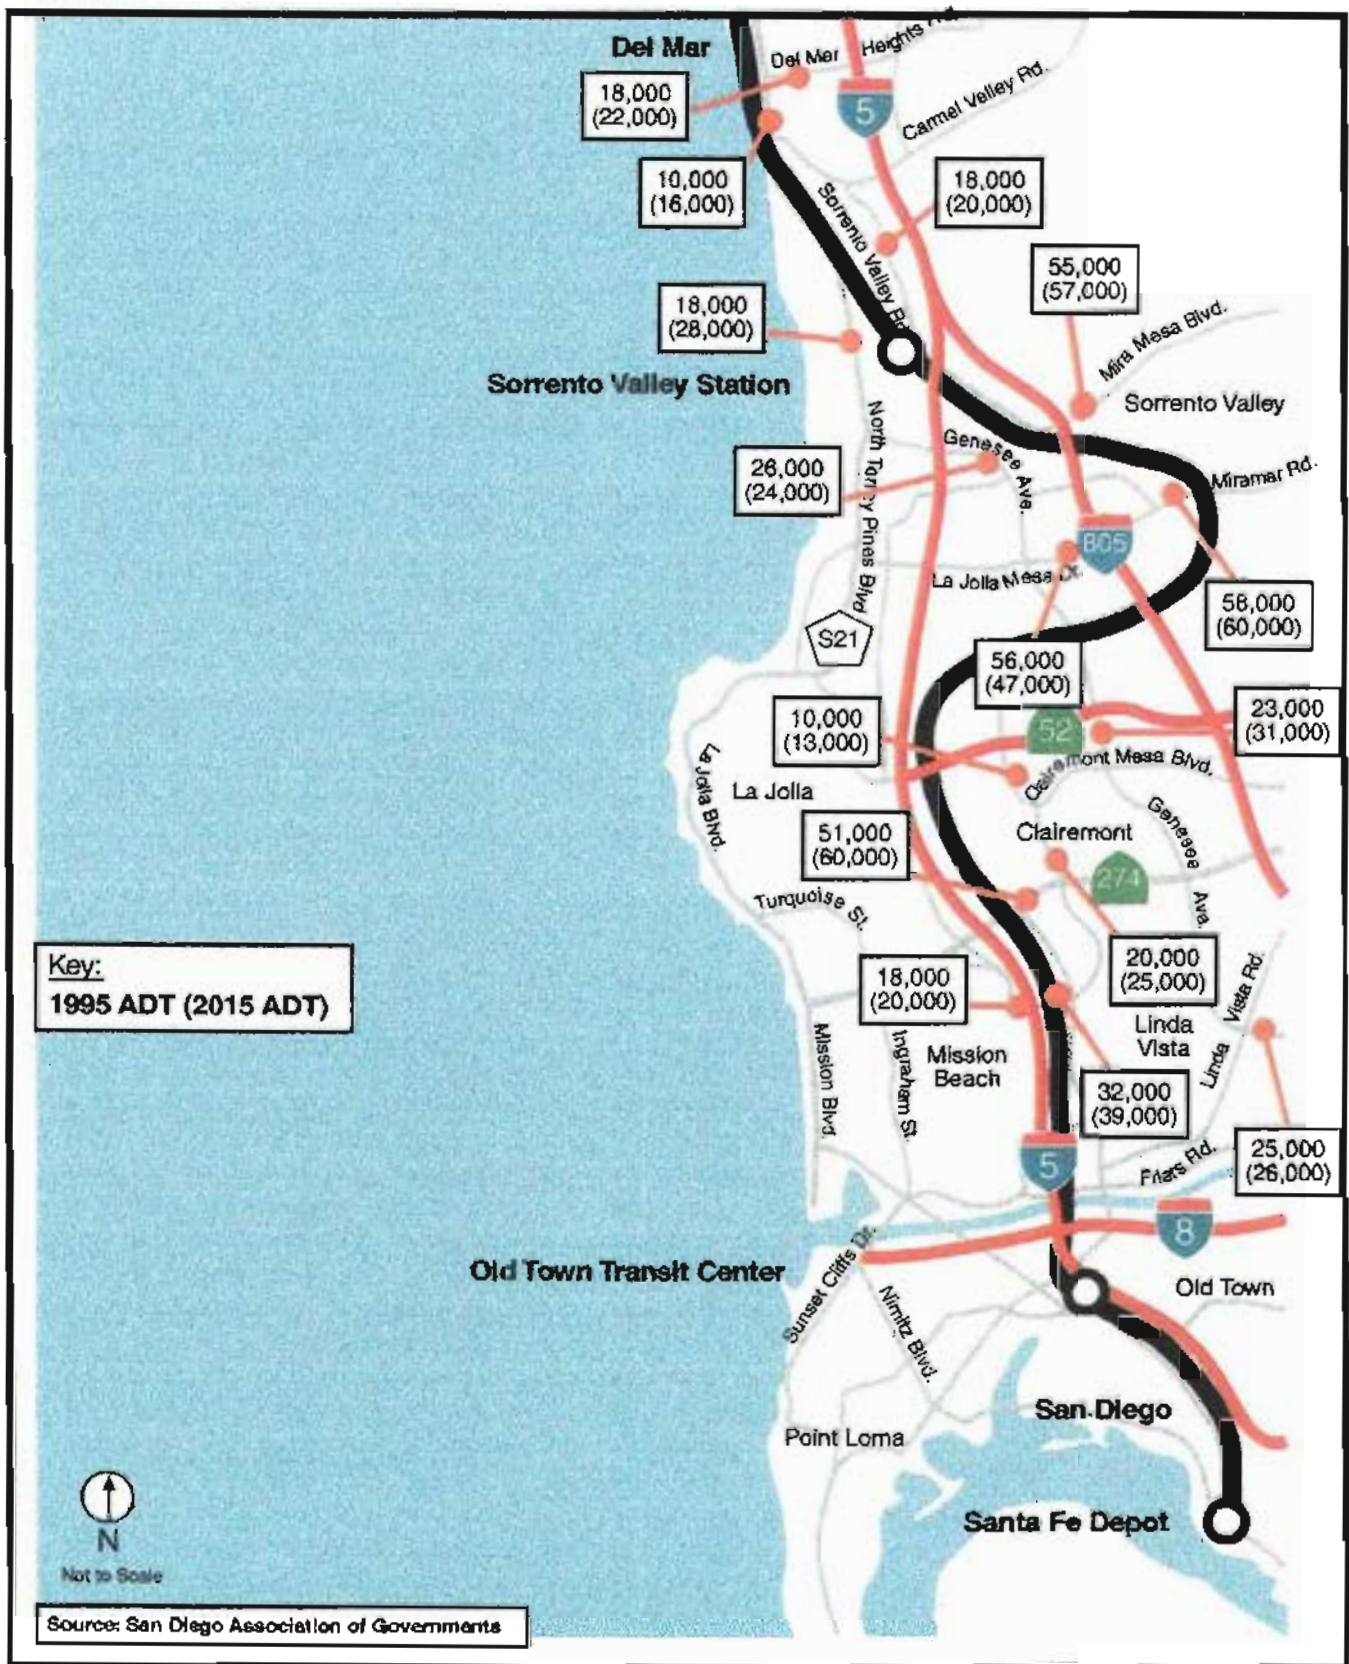 Del Mar
Del Mar Heights Rd.
18,000
(22,000)
5
Carmel Valley Rd.
10,000
(16,000)
18,000
(20,000)
Sorrento Valley Rd.
55,000
(57,000)
18,000
(28,000)
Mira Mesa Blvd.
Sorrento Valley Station
Sorrento Valley
North Torrey Pines Blvd
Genesee Ave.
26,000
(24,000)
Miramar Rd.
805
La Jolla Mesa Dr.
58,000
(60,000)
S21
56,000
(47,000)
10,000
(13,000)
52
23,000
(31,000)
Clairemont Mesa Blvd.
La Jolla Blvd.
La Jolla
Genesee Ave.
51,000
(60,000)
Clairemont
274
Turquoise St.
Key:
1995 ADT (2015 ADT)
18,000
(20,000)
20,000
(25,000)
Linda Vista Rd.
Linda
Vista
Mission Blvd.
Ingraham St.
Mission
Beach
32,000
(39,000)
5
Friars Rd.
25,000
(26,000)
8
Old Town Transit Center
Sunset Cliffs Dr.
Nimitz Blvd.
Old Town
San Diego
Point Loma
Santa Fe Depot
N
Not to Scale
Source: San Diego Association of Governments